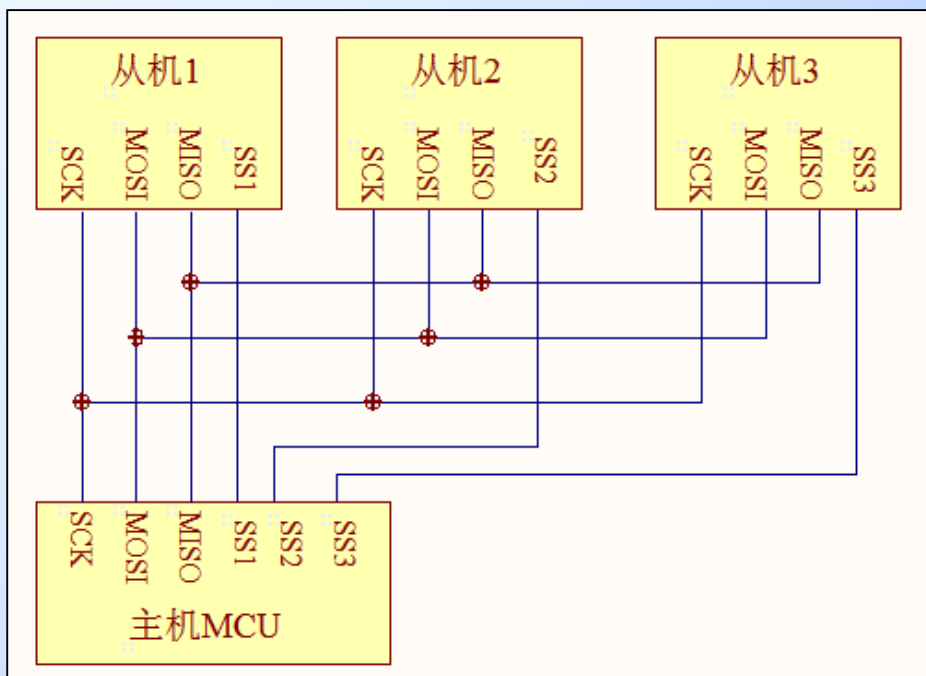 从机1
SCK
MOSI
MISO
SS1
从机2
SCK
MOSI
MISO
SS2
从机3
SCK
MOSI
MISO
SS3
SCK
MOSI
MISO
SS1
SS2
SS3
主机MCU